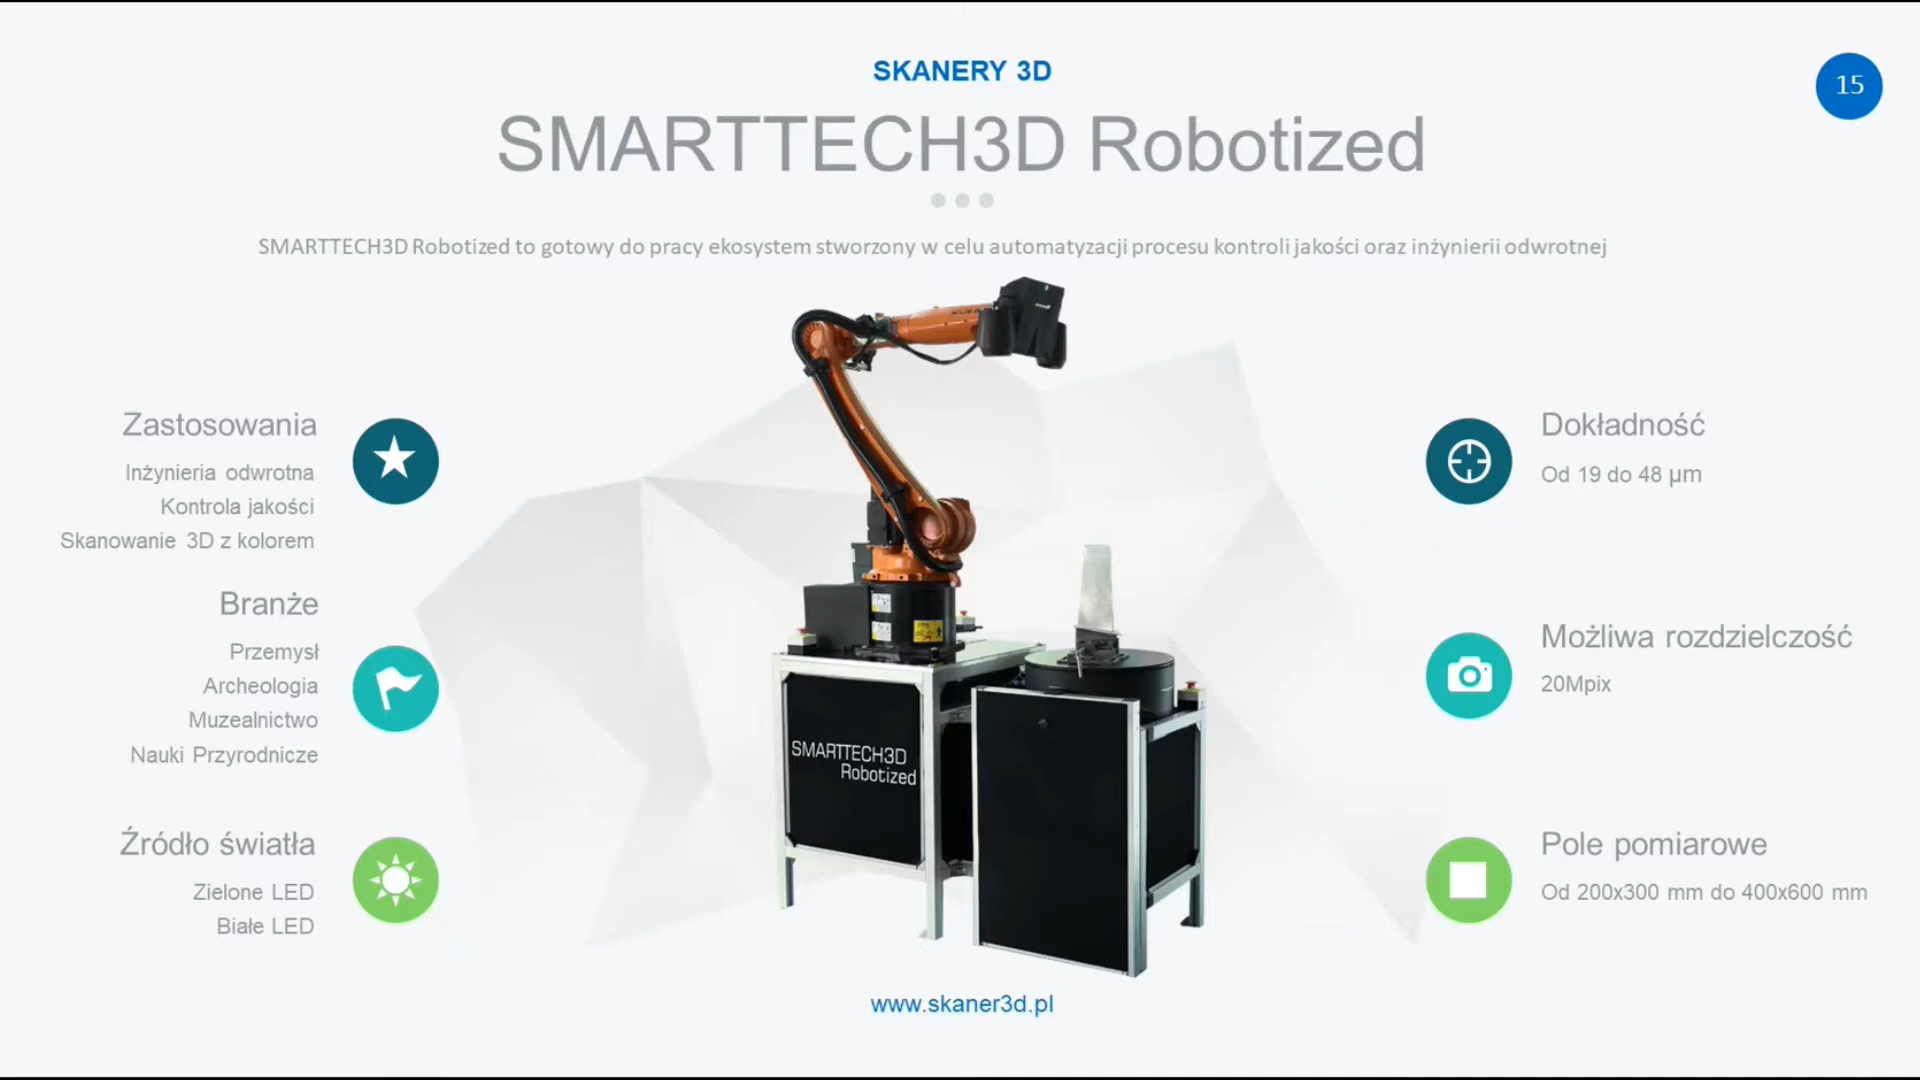 SKANERY 3D
15
SMARTTECH3D Robotized
SMARTTECH3D Robotized to gotowy do pracy ekosystem stworzony w celu automatyzacji procesu kontroli jakości oraz inżynierii odwrotnej
Zastosowania
Inżynieria odwrotna
Kontrola jakości
Skanowanie 3D z kolorem
Branże
Przemysł
Archeologia
Muzealnictwo
Nauki Przyrodnicze
Źródło światła
Zielone LED
Białe LED
SMARTTECH3D
Robotized
Dokładność
Od 19 do 48 µm
Możliwa rozdzielczość
20Mpix
Pole pomiarowe
Od 200x300 mm do 400x600 mm
www.skaner3d.pl